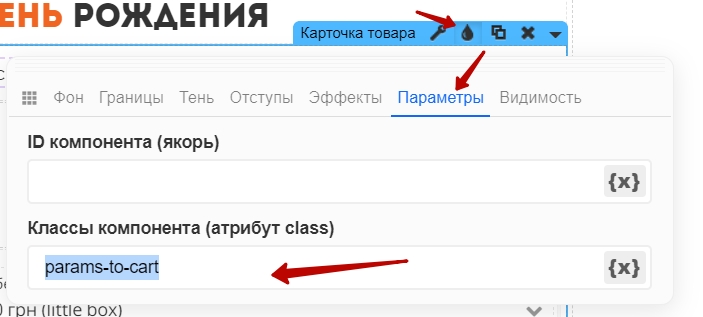 ЕНЬ РОЖДЕНИЯ
Карточка товара
Фон Границы Тень Отступы Эффекты Параметры Видимость
ID компонента (якорь)
{x}
Классы компонента (атрибут class)
params-to-cart {x}
0 грн (little box)